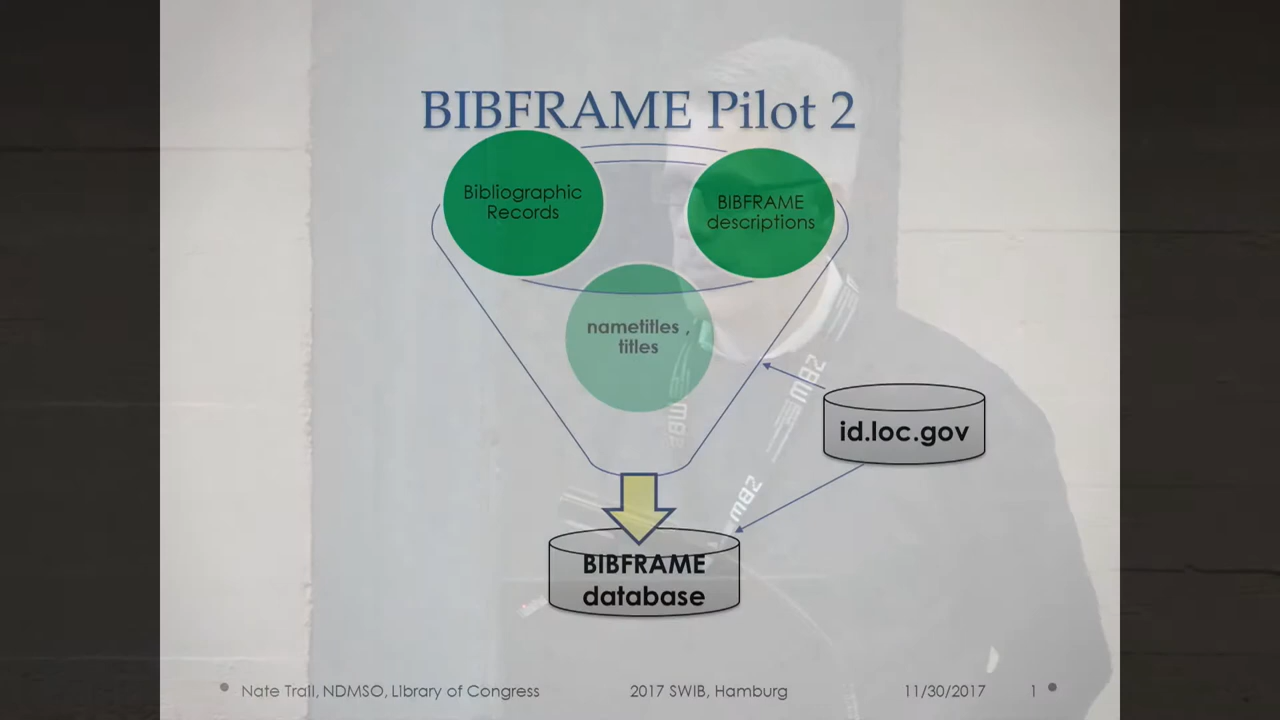 BIBFRAME Pilot 2
Bibliographic
Records
BIBFRAME
descriptions
nametitles ,
titles
id.loc.gov
BIBFRAME
database
Nate Trail, NDMSO, Library of Congress
2017 SWIB, Hamburg
11/30/2017
1